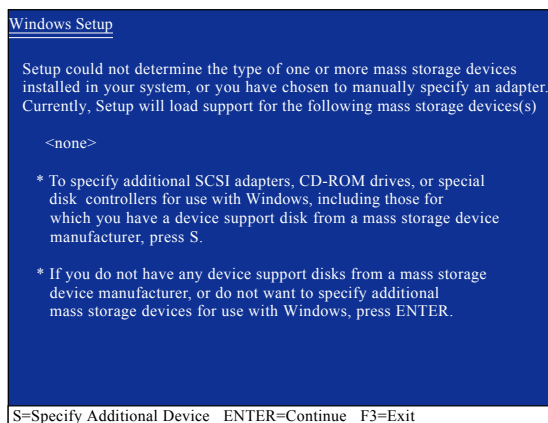 Windows Setup
Setup could not determine the type of one or more mass storage devices
installed in your system, or you have chosen to manually specify an adapter.
Currently, Setup will load support for the following mass storage devices(s)
<none>
* To specify additional SCSI adapters, CD-ROM drives, or special
disk controllers for use with Windows, including those for
which you have a device support disk from a mass storage device
manufacturer, press S.
* If you do not have any device support disks from a mass storage
device manufacturer, or do not want to specify additional
mass storage devices for use with Windows, press ENTER.
S=Specify Additional Device ENTER=Continue F3=Exit